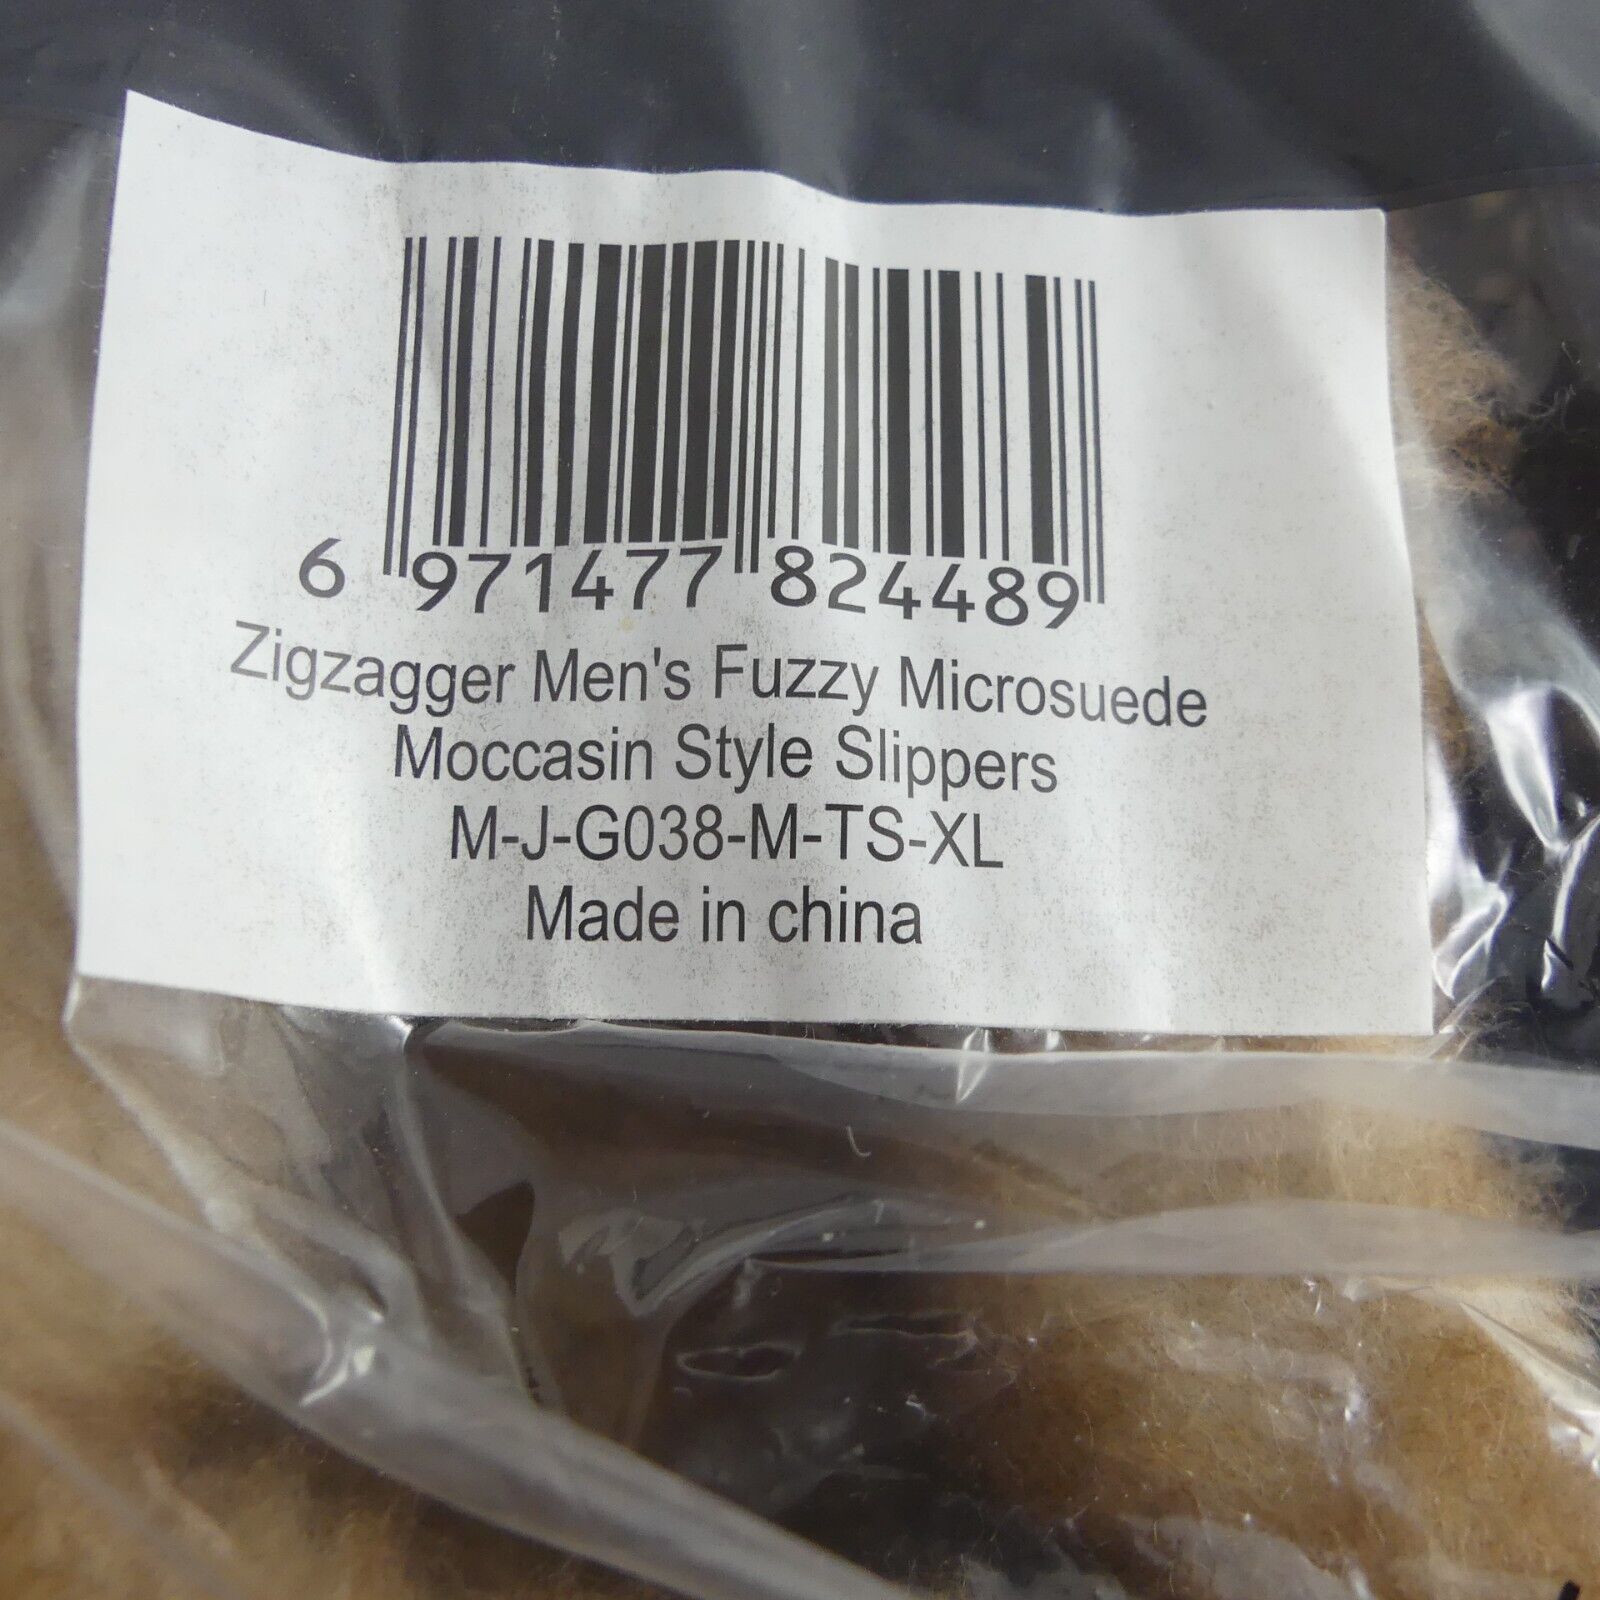 6 971477 824489
Zigzagger Men's Fuzzy Microsuede
Moccasin Style Slippers
M-J-G038-M-TS-XL
Made in china